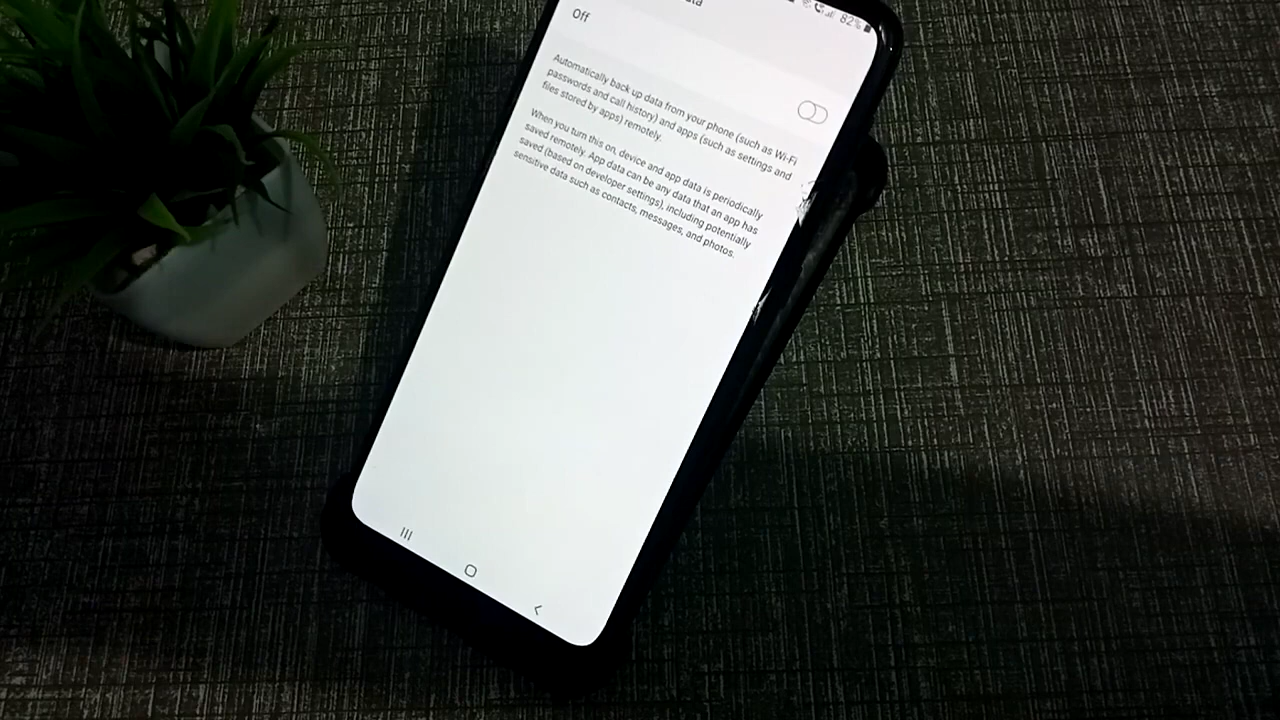 82%
Off
Automatically back up data from your phone (such as Wi-Fi
passwords and call history) and apps (such as settings and
files stored by apps) remotely.
When you turn this on, device and app data is periodically
saved remotely. App data can be any data that an app has
saved (based on developer settings), including potentially
sensitive data such as contacts, messages, and photos.